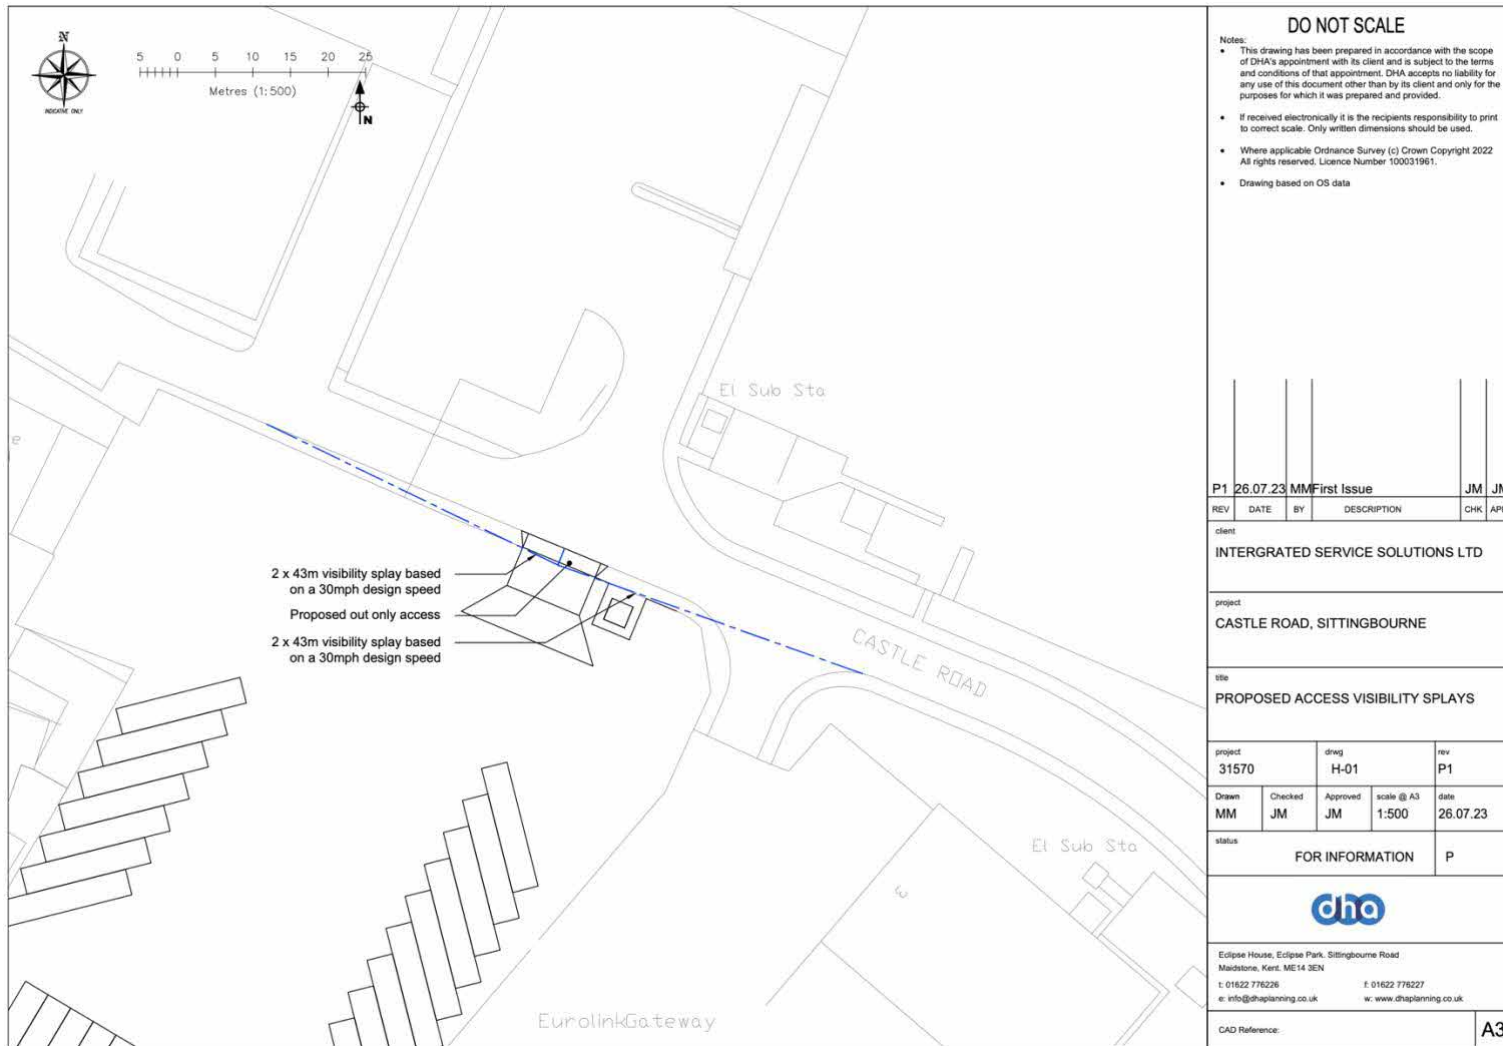 N
INDICATIVE ONLY
5 0 5 10 15 20 25
Metres (1:500)
N
El Sub Sta
e
2 x 43m visibility splay based
on a 30mph design speed
Proposed out only access
2 x 43m visibility splay based
on a 30mph design speed
CASTLE ROAD
El Sub Sta
3
EurolinkGateway
DO NOT SCALE
Notes:
• This drawing has been prepared in accordance with the scope
of DHA's appointment with its client and is subject to the terms
and conditions of that appointment. DHA accepts no liability for
any use of this document other than by its client and only for the
purposes for which it was prepared and provided.
• If received electronically it is the recipients responsibility to print
to correct scale. Only written dimensions should be used.
• Where applicable Ordnance Survey (c) Crown Copyright 2022
All rights reserved. Licence Number 100031961.
• Drawing based on OS data
P1 26.07.23 MM First Issue JM JM
REV DATE BY DESCRIPTION CHK
client
INTERGRATED SERVICE SOLUTIONS LTD
project
CASTLE ROAD, SITTINGBOURNE
title
PROPOSED ACCESS VISIBILITY SPLAYS
project drwg rev
31570 H-01 P1
Drawn Checked Approved scale @ A3 date
MM JM JM 1:500 26.07.23
status
FOR INFORMATION P
dha
Eclipse House, Eclipse Park. Sittingbourne Road
Maidstone, Kent. ME14 3EN
t: 01622 776226 f: 01622 776227
e: info@dhaplanning.co.uk w: www.dhaplanning.co.uk
CAD Reference: A3